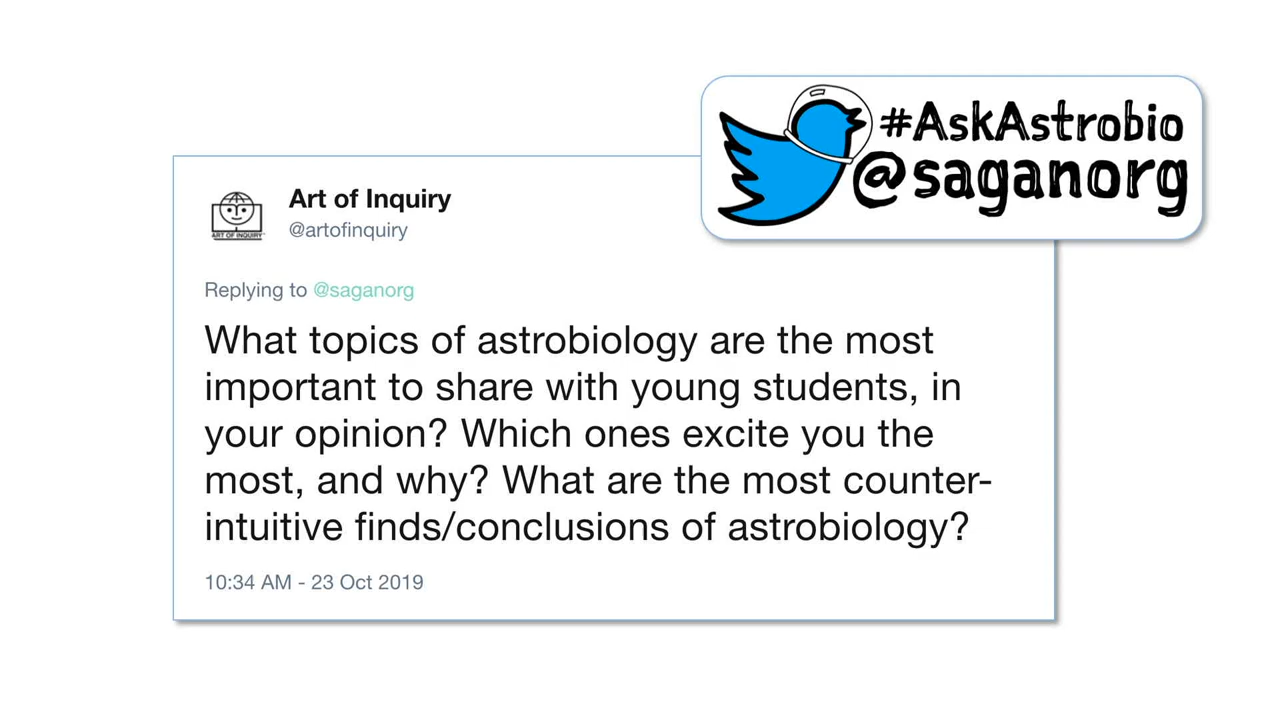 #AskAstrobio
@saganorg
Art of Inquiry
@artofinquiry
ART OF INQUIRY
Replying to @saganorg
What topics of astrobiology are the most
important to share with young students, in
your opinion? Which ones excite you the
most, and why? What are the most counter-
intuitive finds/conclusions of astrobiology?
10:34 AM - 23 Oct 2019